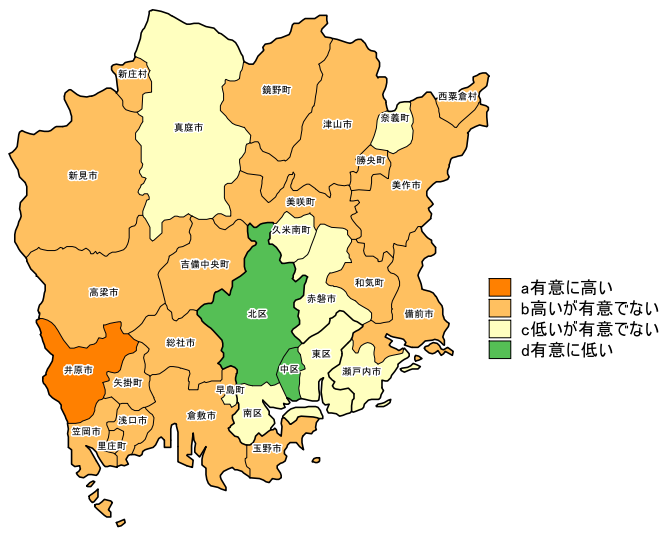 新庄村
鏡野町
西粟倉村
真庭市
津山市
奈義町
勝央町
新見市
美作市
美咲町
久米南町
吉備中央町
和気町
高梁市
赤磐市
北区
備前市
総社市
東区
井原市
中区
瀬戸内市
矢掛町
早島町
浅口市
倉敷市
南区
笠岡市
里庄町
玉野市
a有意に高い
b高いが有意でない
c低いが有意でない
d有意に低い